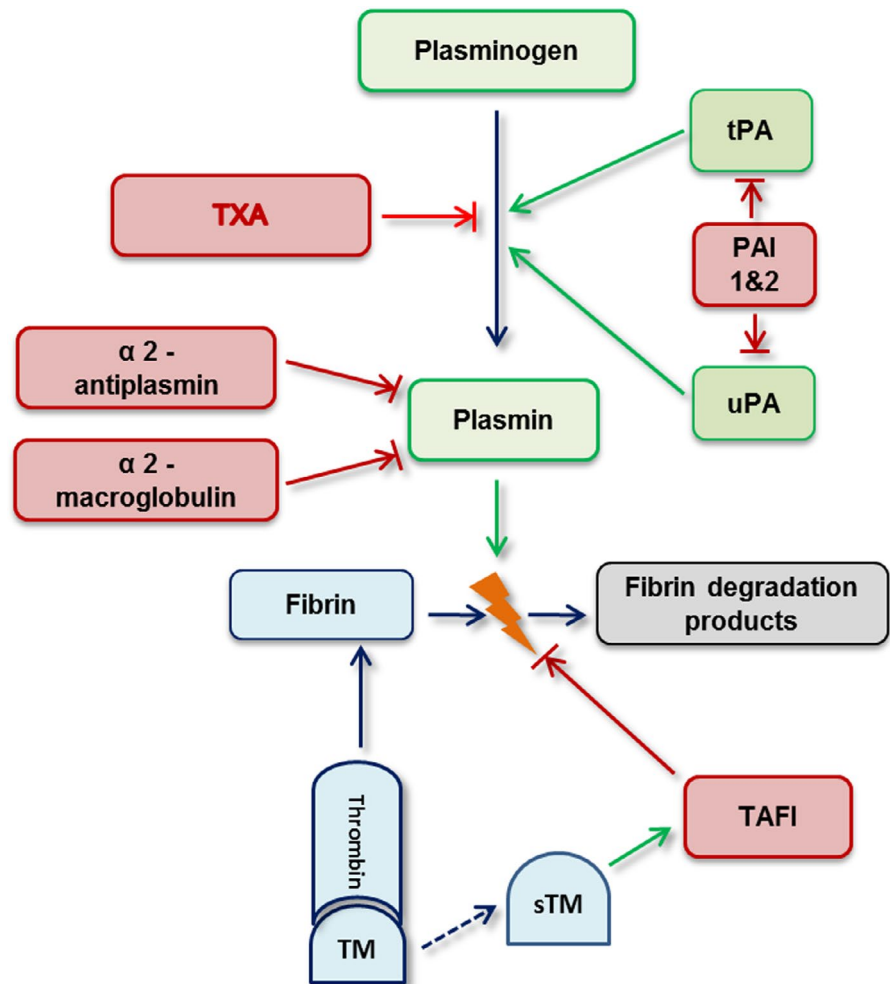 Plasminogen
tPA
TXA
PAI
1&2
α 2 -
antiplasmin
Plasmin
uPA
α 2 -
macroglobulin
Fibrin
Fibrin degradation
products
Thrombin
TAFI
sTM
TM